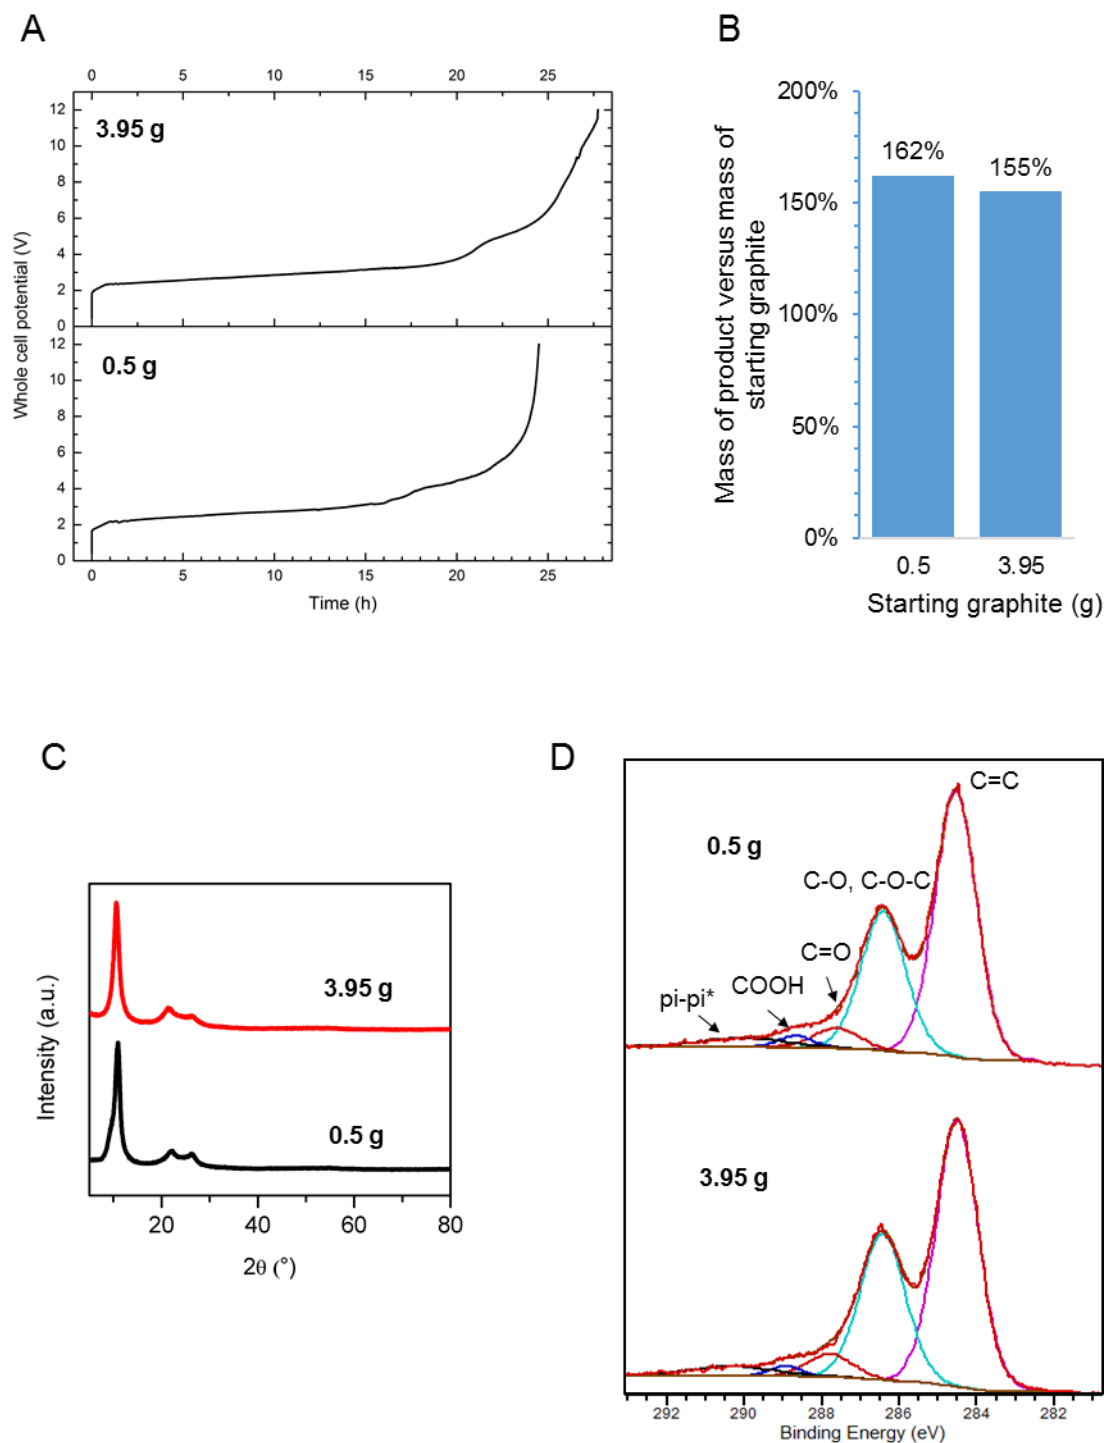 A
0 5 10 15 20 25
12
10
8
6
4
2
0
3.95 g
12
10
8
6
4
2
0
0.5 g
Whole cell potential (V)
0 5 10 15 20 25
Time (h)
B
200%
150%
100%
50%
0%
162%
155%
Mass of product versus mass of
starting graphite
0.5 3.95
Starting graphite (g)
C
3.95 g
0.5 g
Intensity (a.u.)
20 40 60 80
2θ (°)
D
C=C
0.5 g
C-O, C-O-C
C=O
COOH
pi-pi*
3.95 g
292 290 288 286 284 282
Binding Energy (eV)